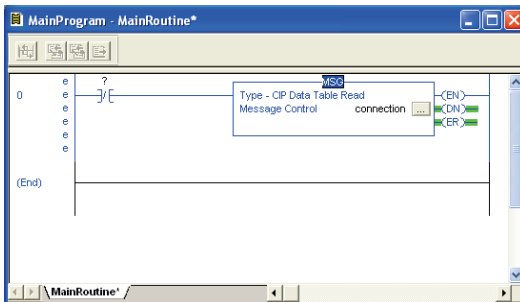 MainProgram - MainRoutine*
e
?
MSG
0
e
Type - CIP Data Table Read
EN
e
Message Control
connection
...
DN
e
ER
e
e
(End)
MainRoutine*